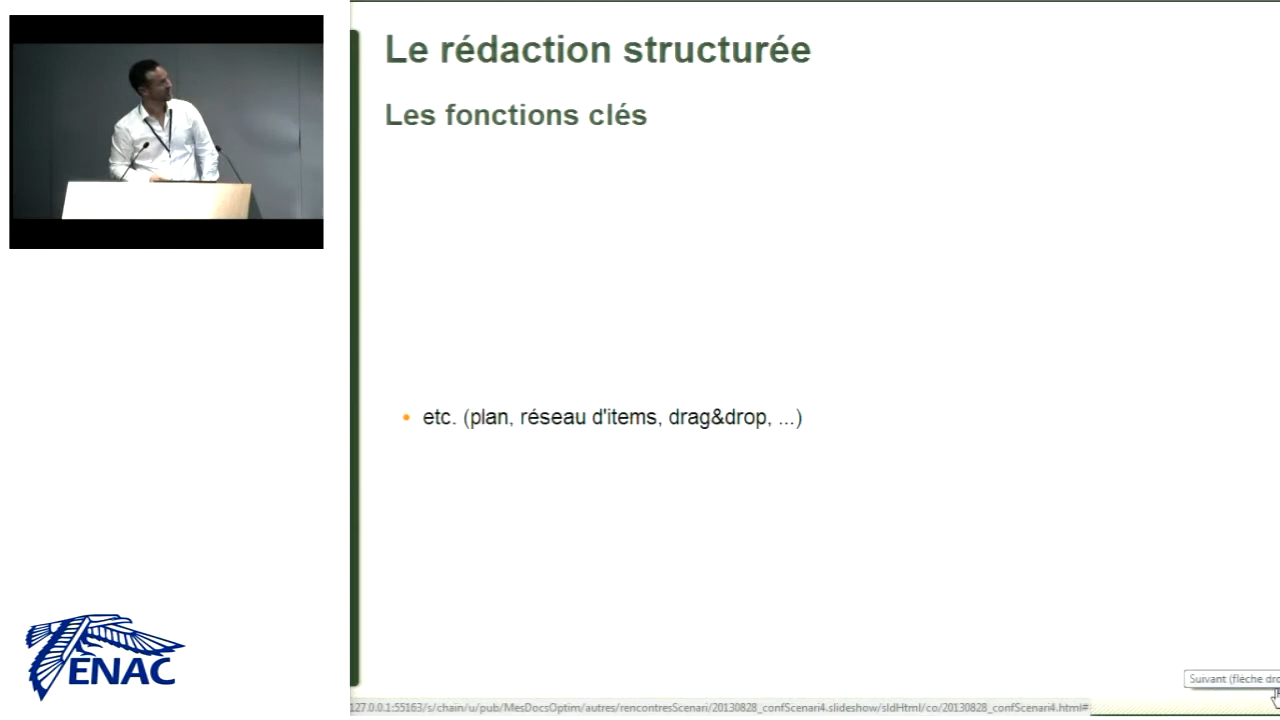 Le rédaction structurée
Les fonctions clés
• etc. (plan, réseau d'items, drag&drop, ...)
ENAC
Suivant (flèche dro
127.0.0.1:55163/s/chain/u/pub/MesDocsOptim/autres/rencontresScenari/20130828_confScenari4.slideshow/sldHtml/co/20130828_confScenari4.html#